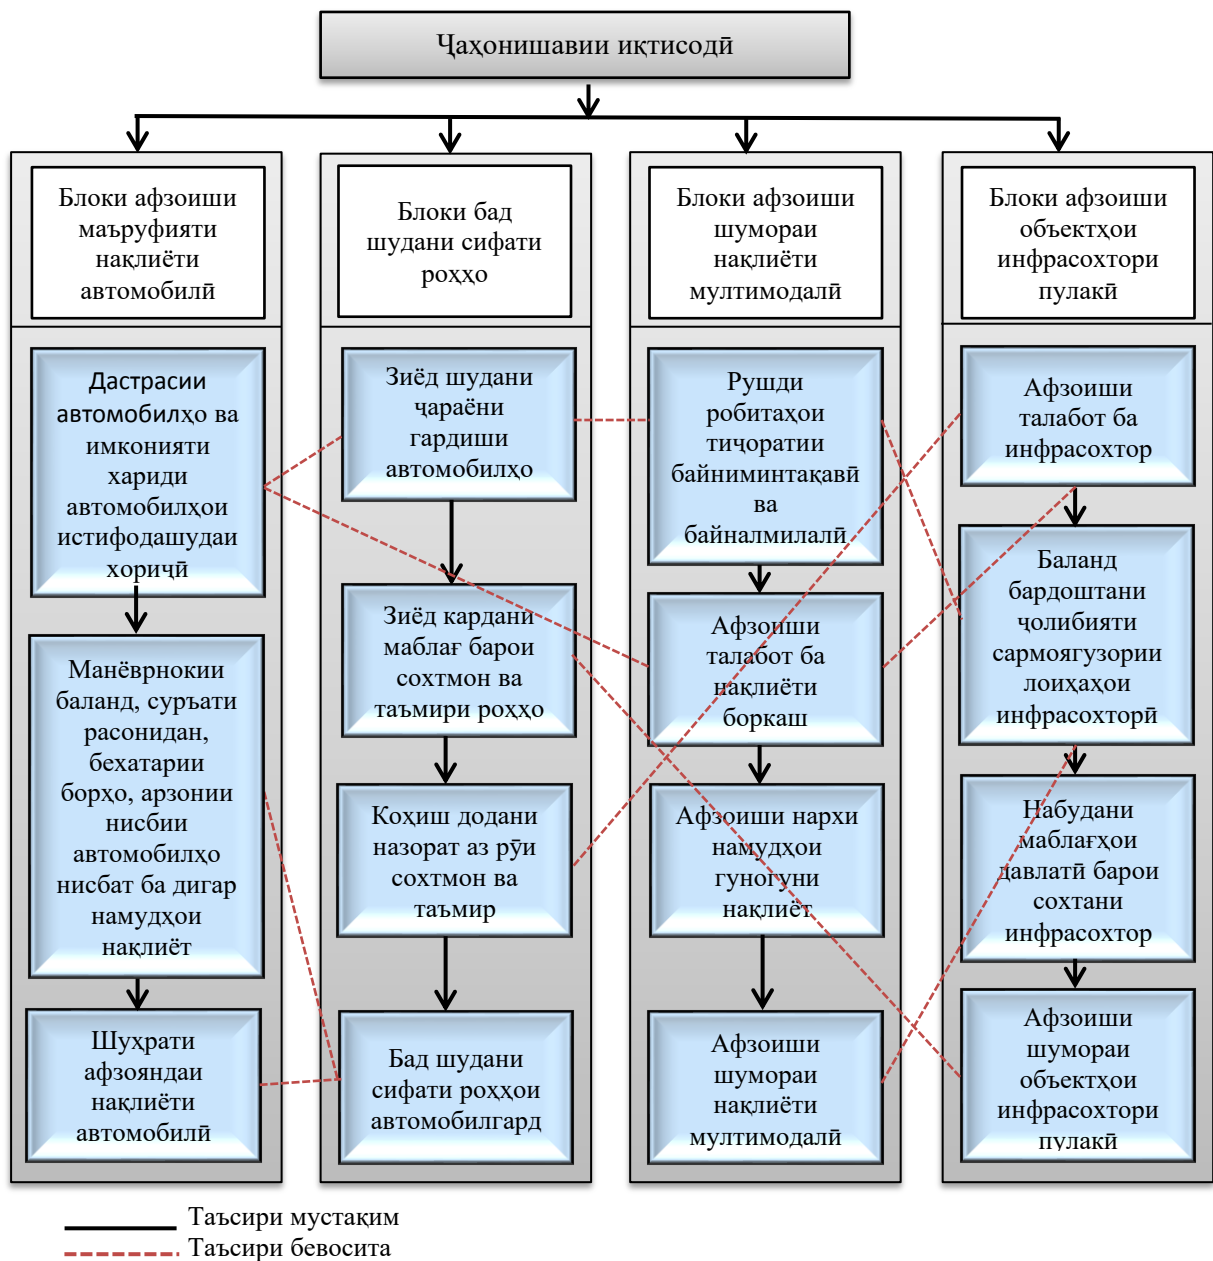 Ҷаҳонишавии иқтисодӣ
Блоки афзоиши
маъруфияти
нақлиёти
автомобилӣ
Блоки бад
шудани сифати
роҳҳо
Блоки афзоиши
шумораи
нақлиёти
мултимодалӣ
Блоки афзоиши
объектҳои
инфрасохтори
пулакӣ
Дастрасии
автомобилҳо ва
имконияти
хариди
автомобилҳои
истифодашудаи
хориҷӣ
Манёврнокии
баланд, суръати
расонидан,
бехатарии
борҳо, арзонии
нисбии
автомобилҳо
нисбат ба дигар
намудҳои
нақлиёт
Шуҳрати
афзояндаи
нақлиёти
автомобилӣ
Зиёд шудани
ҷараёни
гардиши
автомобилҳо
Зиёд кардани
маблағ барои
сохтмон ва
таъмири роҳҳо
Коҳиш додани
назорат аз рӯи
сохтмон ва
таъмир
Бад шудани
сифати роҳҳои
автомобилгард
Рушди
робитаҳои
тиҷоратии
байниминтақавӣ
ва
байналмилалӣ
Афзоиши
талабот ба
нақлиёти
боркаш
Афзоиши нархи
намудҳои
гуногуни
нақлиёт
Афзоиши
шумораи
нақлиёти
мултимодалӣ
Афзоиши
талабот ба
инфрасохтор
Баланд
бардоштани
ҷолибияти
сармоягузории
лоиҳаҳои
инфрасохторӣ
Набудани
маблағҳои
давлатӣ барои
сохтани
инфрасохтор
Афзоиши
шумораи
объектҳои
инфрасохтори
пулакӣ
Таъсири мустақим
Таъсири бевосита